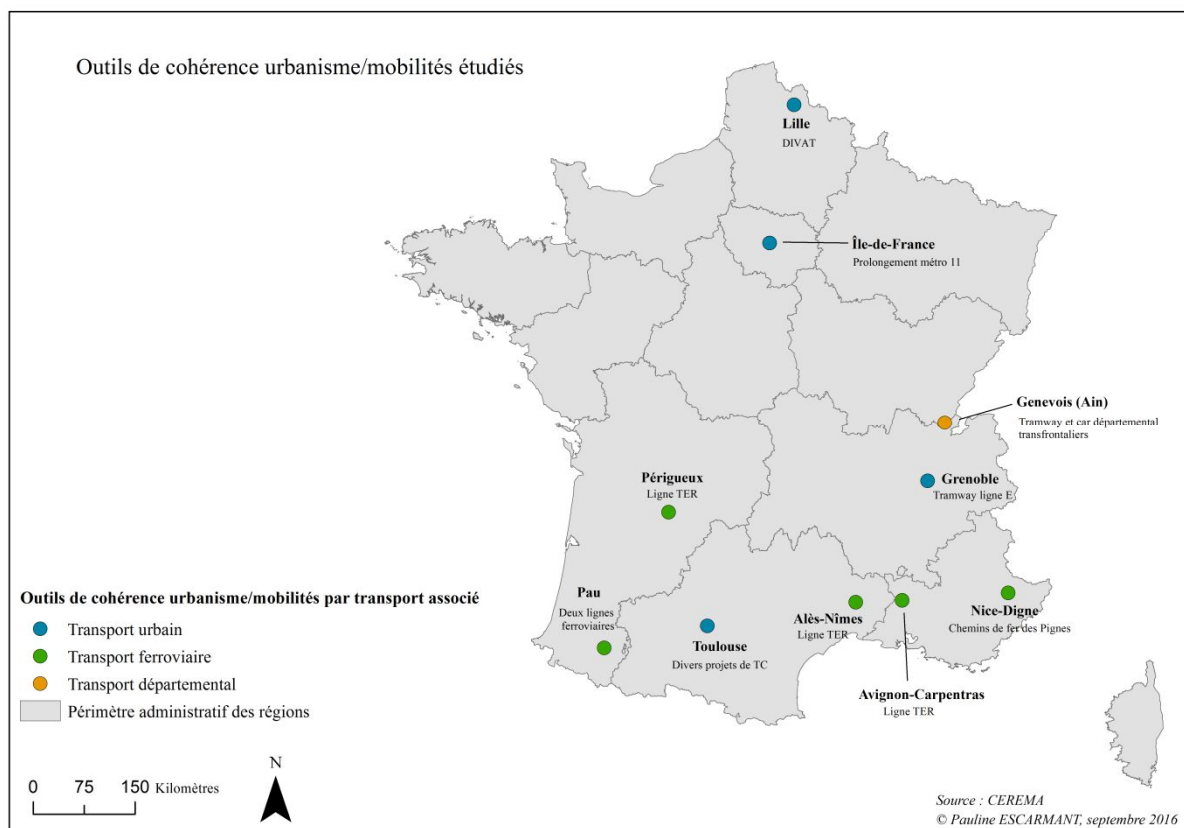 Outils de cohérence urbanisme/mobilités étudiés
Lille
DIVAT
Île-de-France
Prolongement métro 11
Genevois (Ain)
Tramway et car départemental
transfrontaliers
Grenoble
Tramway ligne E
Périgueux
Ligne TER
Pau
Deux lignes
ferroviaires
Toulouse
Divers projets de TC
Alès-Nîmes
Ligne TER
Avignon-Carpentras
Ligne TER
Nice-Digne
Chemins de fer des Pignes
Outils de cohérence urbanisme/mobilités par transport associé
Transport urbain
Transport ferroviaire
Transport départemental
Périmètre administratif des régions
0 75 150 Kilomètres
N
Source : CEREMA
© Pauline ESCARMANT, septembre 2016